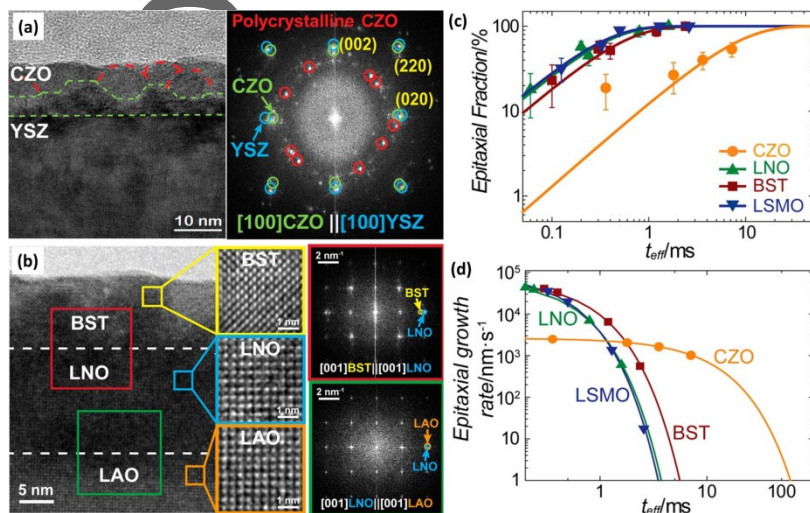 (a)
Polycrystalline CZO
(002)
(220)
(020)
CZO
YSZ
CZO
YSZ
10 nm
[100]CZO ||[100]YSZ
(b)
BST
LNO
LAO
5 nm
BST
1 nm
LNO
1 nm
LAO
1 nm
2 nm⁻¹
BST
LNO
[001]BST||[001]LNO
2 nm⁻¹
LAO
LNO
[001]LNO||[001]LAO
(c)
Epitaxial Fraction/%
100
10
1
0.1
1
10
t_eff/ms
CZO
LNO
BST
LSMO
(d)
Epitaxial growth
rate/nm·s⁻¹
10⁵
10⁴
10³
10²
10¹
1
1
10
100
t_eff/ms
LNO
CZO
LSMO
BST